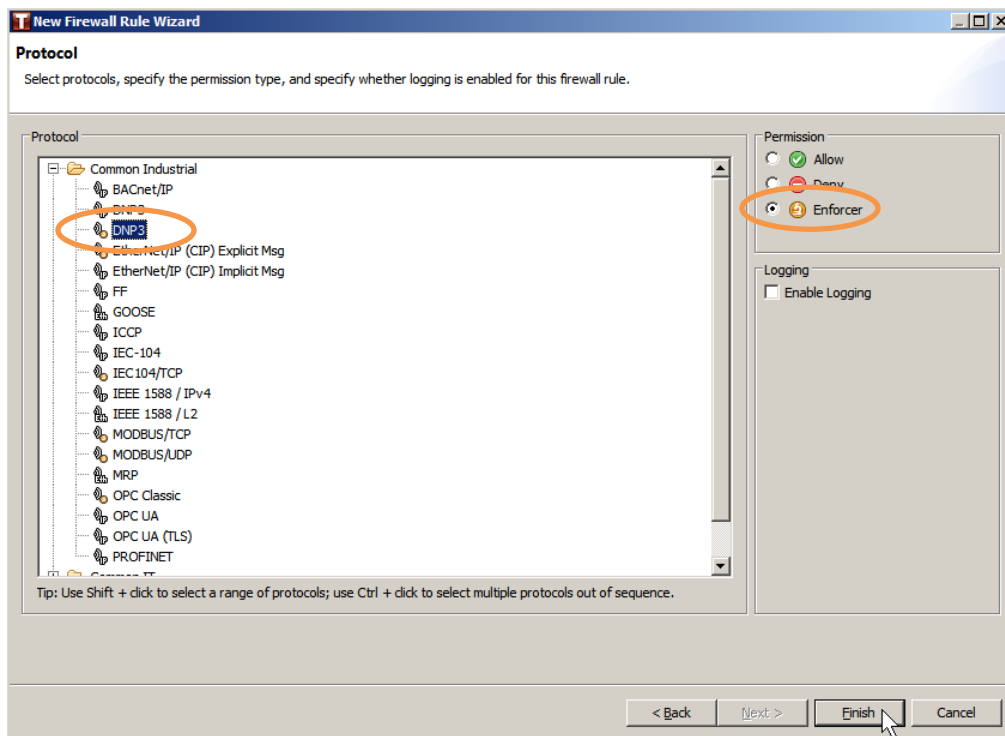 New Firewall Rule Wizard
Protocol
Select protocols, specify the permission type, and specify whether logging is enabled for this firewall rule.
Protocol
Common Industrial
BACnet/IP
DNP3
DNP3
EtherNet/IP (CIP) Explicit Msg
EtherNet/IP (CIP) Implicit Msg
FF
GOOSE
ICCP
IEC-104
IEC104/TCP
IEEE 1588 / IPv4
IEEE 1588 / L2
MODBUS/TCP
MODBUS/UDP
MRP
OPC Classic
OPC UA
OPC UA (TLS)
PROFINET
Common IT
Tip: Use Shift + click to select a range of protocols; use Ctrl + click to select multiple protocols out of sequence.
Permission
Allow
Deny
Enforcer
Logging
Enable Logging
< Back Next > Finish Cancel